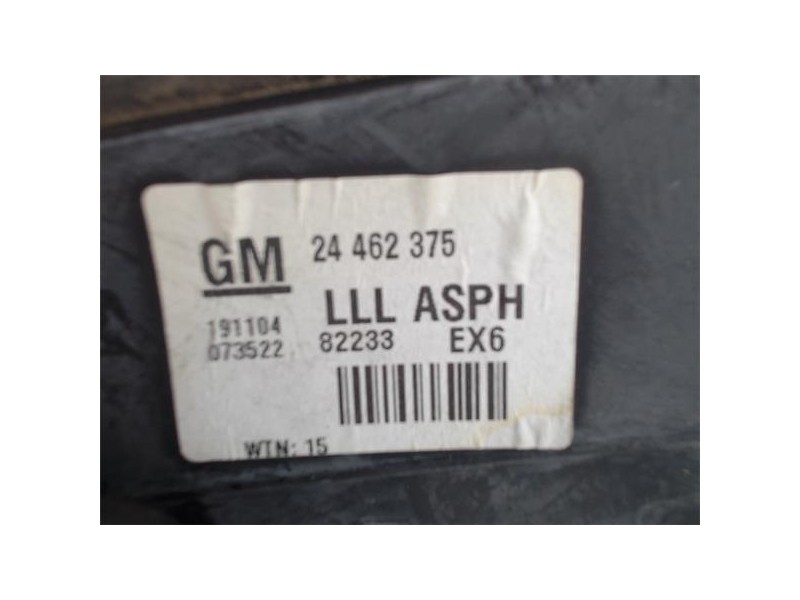 GM 24 462 375
LLL ASPH
191104
073522 82233 EX6
WTN: 15